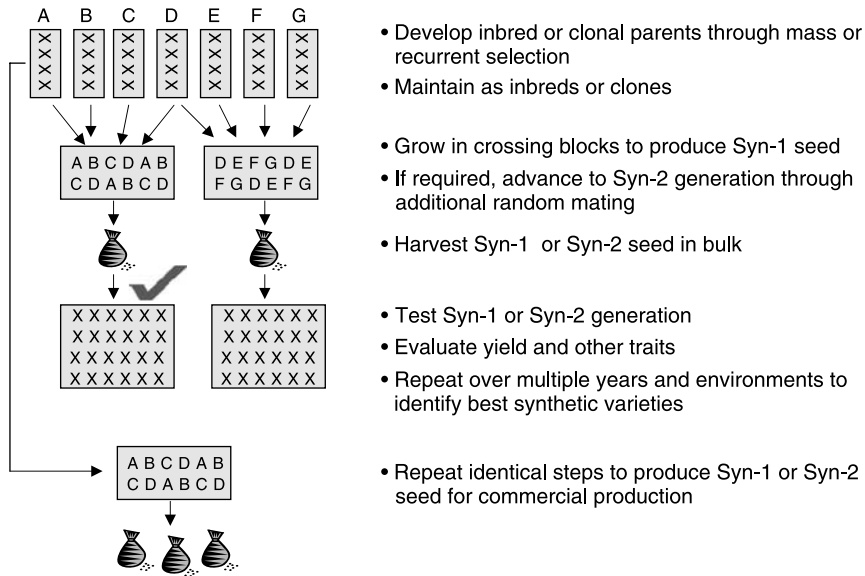 A B C D E F G
X X X X X X X
X X X X X X X
X X X X X X X
X X X X X X X
• Develop inbred or clonal parents through mass or
recurrent selection
• Maintain as inbreds or clones
A B C D A B
C D A B C D
D E F G D E
F G D E F G
• Grow in crossing blocks to produce Syn-1 seed
• If required, advance to Syn-2 generation through
additional random mating
• Harvest Syn-1 or Syn-2 seed in bulk
X X X X X X
X X X X X X
X X X X X X
X X X X X X
X X X X X X
X X X X X X
X X X X X X
X X X X X X
• Test Syn-1 or Syn-2 generation
• Evaluate yield and other traits
• Repeat over multiple years and environments to
identify best synthetic varieties
A B C D A B
C D A B C D
• Repeat identical steps to produce Syn-1 or Syn-2
seed for commercial production